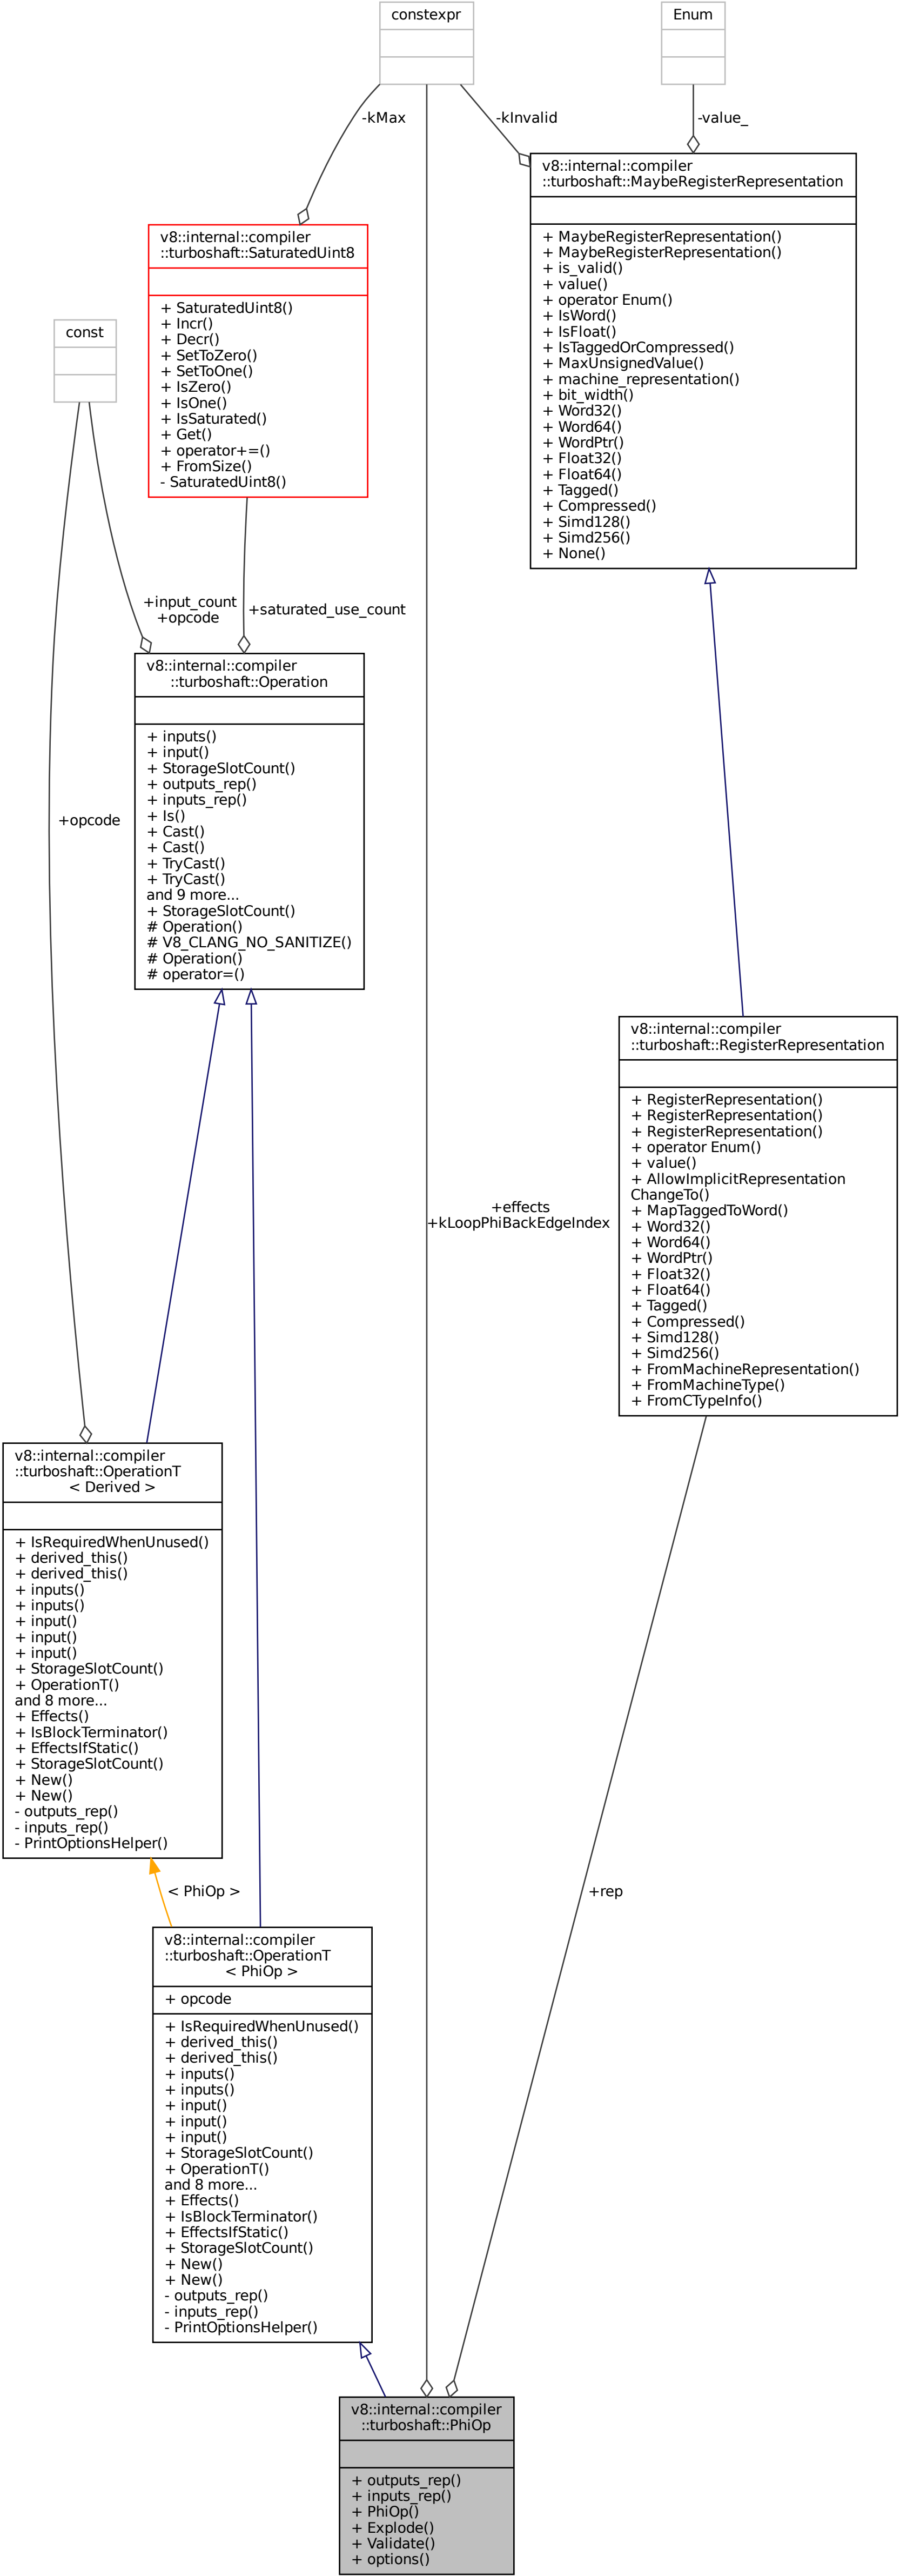 constexpr
Enum
-kMax
-kInvalid
-value_
v8::internal::compiler
::turboshaft::MaybeRegisterRepresentation
+ MaybeRegisterRepresentation()
+ MaybeRegisterRepresentation()
+ is_valid()
+ value()
+ operator Enum()
+ IsWord()
+ IsFloat()
+ IsTaggedOrCompressed()
+ MaxUnsignedValue()
+ machine_representation()
+ bit_width()
+ Word32()
+ Word64()
+ WordPtr()
+ Float32()
+ Float64()
+ Tagged()
+ Compressed()
+ Simd128()
+ Simd256()
+ None()
v8::internal::compiler
::turboshaft::SaturatedUint8
+ SaturatedUint8()
+ Incr()
+ Decr()
+ SetToZero()
+ SetToOne()
+ IsZero()
+ IsOne()
+ IsSaturated()
+ Get()
+ operator+=()
+ FromSize()
- SaturatedUint8()
const
+input_count
+opcode
+saturated_use_count
v8::internal::compiler
::turboshaft::Operation
+ inputs()
+ input()
+ StorageSlotCount()
+ outputs_rep()
+ inputs_rep()
+ Is()
+ Cast()
+ Cast()
+ TryCast()
+ TryCast()
and 9 more...
+ StorageSlotCount()
# Operation()
# V8_CLANG_NO_SANITIZE()
# Operation()
# operator=()
+opcode
v8::internal::compiler
::turboshaft::RegisterRepresentation
+ RegisterRepresentation()
+ RegisterRepresentation()
+ RegisterRepresentation()
+ operator Enum()
+ value()
+ AllowImplicitRepresentation
ChangeTo()
+ MapTaggedToWord()
+ Word32()
+ Word64()
+ WordPtr()
+ Float32()
+ Float64()
+ Tagged()
+ Compressed()
+ Simd128()
+ Simd256()
+ FromMachineRepresentation()
+ FromMachineType()
+ FromCTypeInfo()
+effects
+kLoopPhiBackEdgeIndex
v8::internal::compiler
::turboshaft::OperationT
< Derived >
+ IsRequiredWhenUnused()
+ derived_this()
+ derived_this()
+ inputs()
+ inputs()
+ input()
+ input()
+ input()
+ StorageSlotCount()
+ OperationT()
and 8 more...
+ Effects()
+ IsBlockTerminator()
+ EffectsIfStatic()
+ StorageSlotCount()
+ New()
+ New()
- outputs_rep()
- inputs_rep()
- PrintOptionsHelper()
< PhiOp >
+rep
v8::internal::compiler
::turboshaft::OperationT
< PhiOp >
+ opcode
+ IsRequiredWhenUnused()
+ derived_this()
+ derived_this()
+ inputs()
+ inputs()
+ input()
+ input()
+ input()
+ StorageSlotCount()
+ OperationT()
and 8 more...
+ Effects()
+ IsBlockTerminator()
+ EffectsIfStatic()
+ StorageSlotCount()
+ New()
+ New()
- outputs_rep()
- inputs_rep()
- PrintOptionsHelper()
v8::internal::compiler
::turboshaft::PhiOp
+ outputs_rep()
+ inputs_rep()
+ PhiOp()
+ Explode()
+ Validate()
+ options()